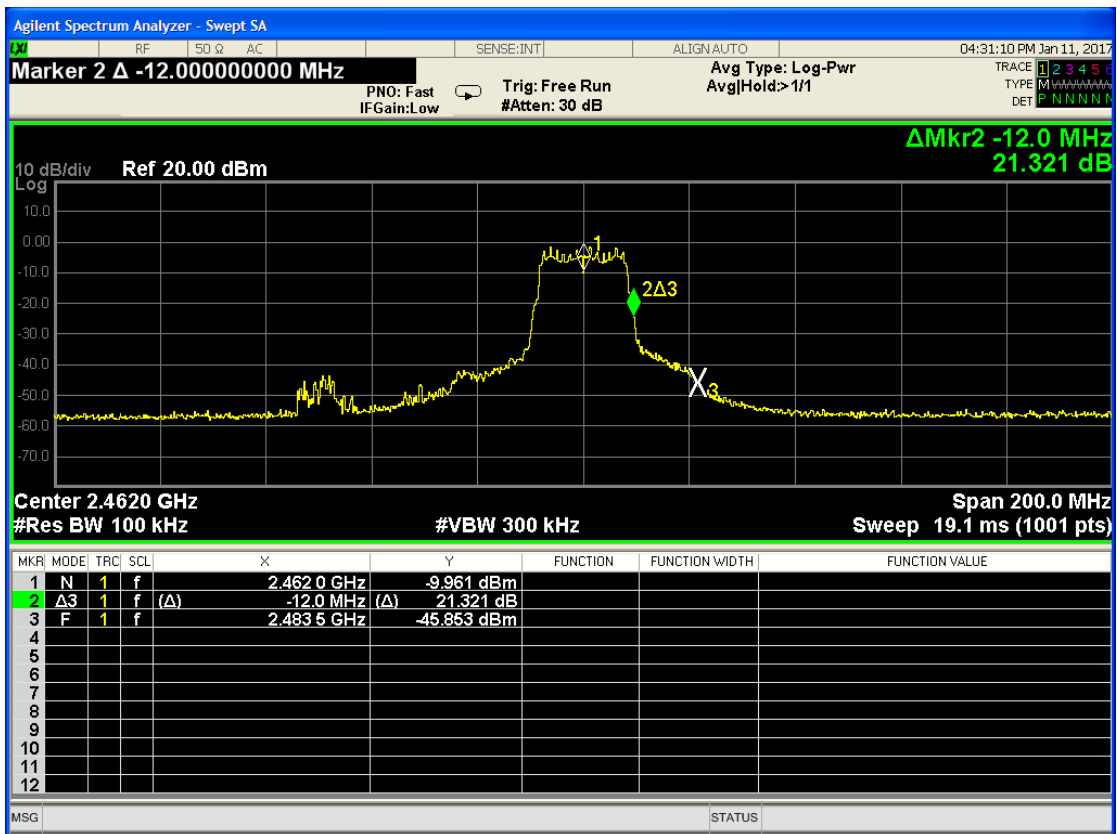 Agilent Spectrum Analyzer - Swept SA
LXI RF 50 Ω AC SENSE:INT ALIGN AUTO 04:31:10 PM Jan 11, 2017
Marker 2 Δ -12.000000000 MHz Avg Type: Log-Pwr TRACE 1 2 3 4 5 6
PNO: Fast Trig: Free Run Avg|Hold:>1/1 TYPE M
IFGain:Low #Atten: 30 dB DET P N N N N N
ΔMkr2 -12.0 MHz
10 dB/div Ref 20.00 dBm 21.321 dB
Log
10.0
0.00
1
-10.0
2Δ3
-20.0
-30.0
-40.0
3
-50.0
-60.0
-70.0
Center 2.4620 GHz Span 200.0 MHz
#Res BW 100 kHz #VBW 300 kHz Sweep 19.1 ms (1001 pts)
MKR MODE TRC SCL X Y FUNCTION FUNCTION WIDTH FUNCTION VALUE
1 N 1 f 2.462 0 GHz -9.961 dBm
2 Δ3 1 f (Δ) -12.0 MHz (Δ) 21.321 dB
3 F 1 f 2.483 5 GHz -45.853 dBm
4
5
6
7
8
9
10
11
12
MSG STATUS